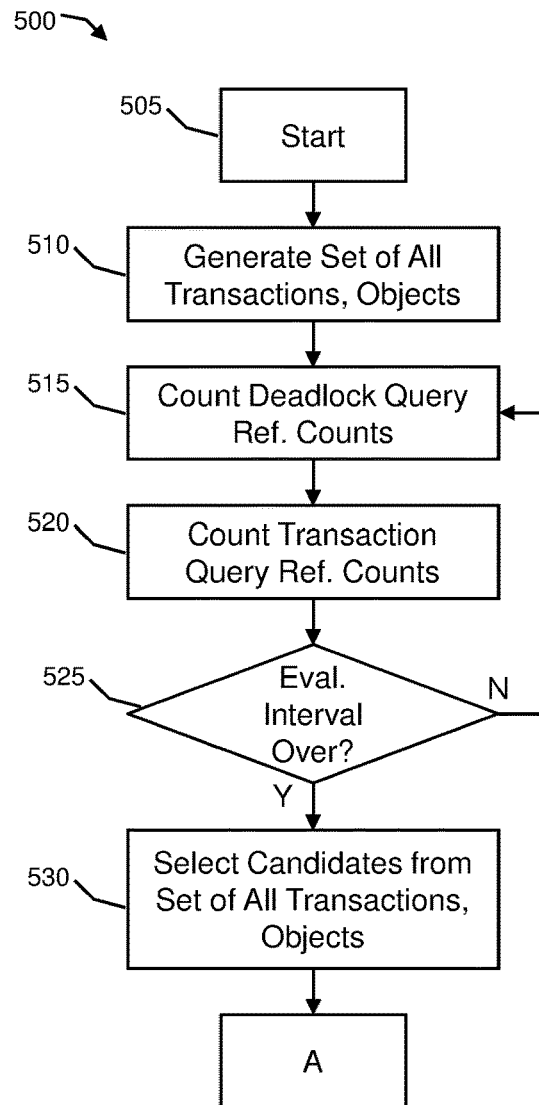 500
505
Start
510
Generate Set of All
Transactions, Objects
515
Count Deadlock Query
Ref. Counts
520
Count Transaction
Query Ref. Counts
525
Eval.
Interval
Over?
N
Y
530
Select Candidates from
Set of All Transactions,
Objects
A